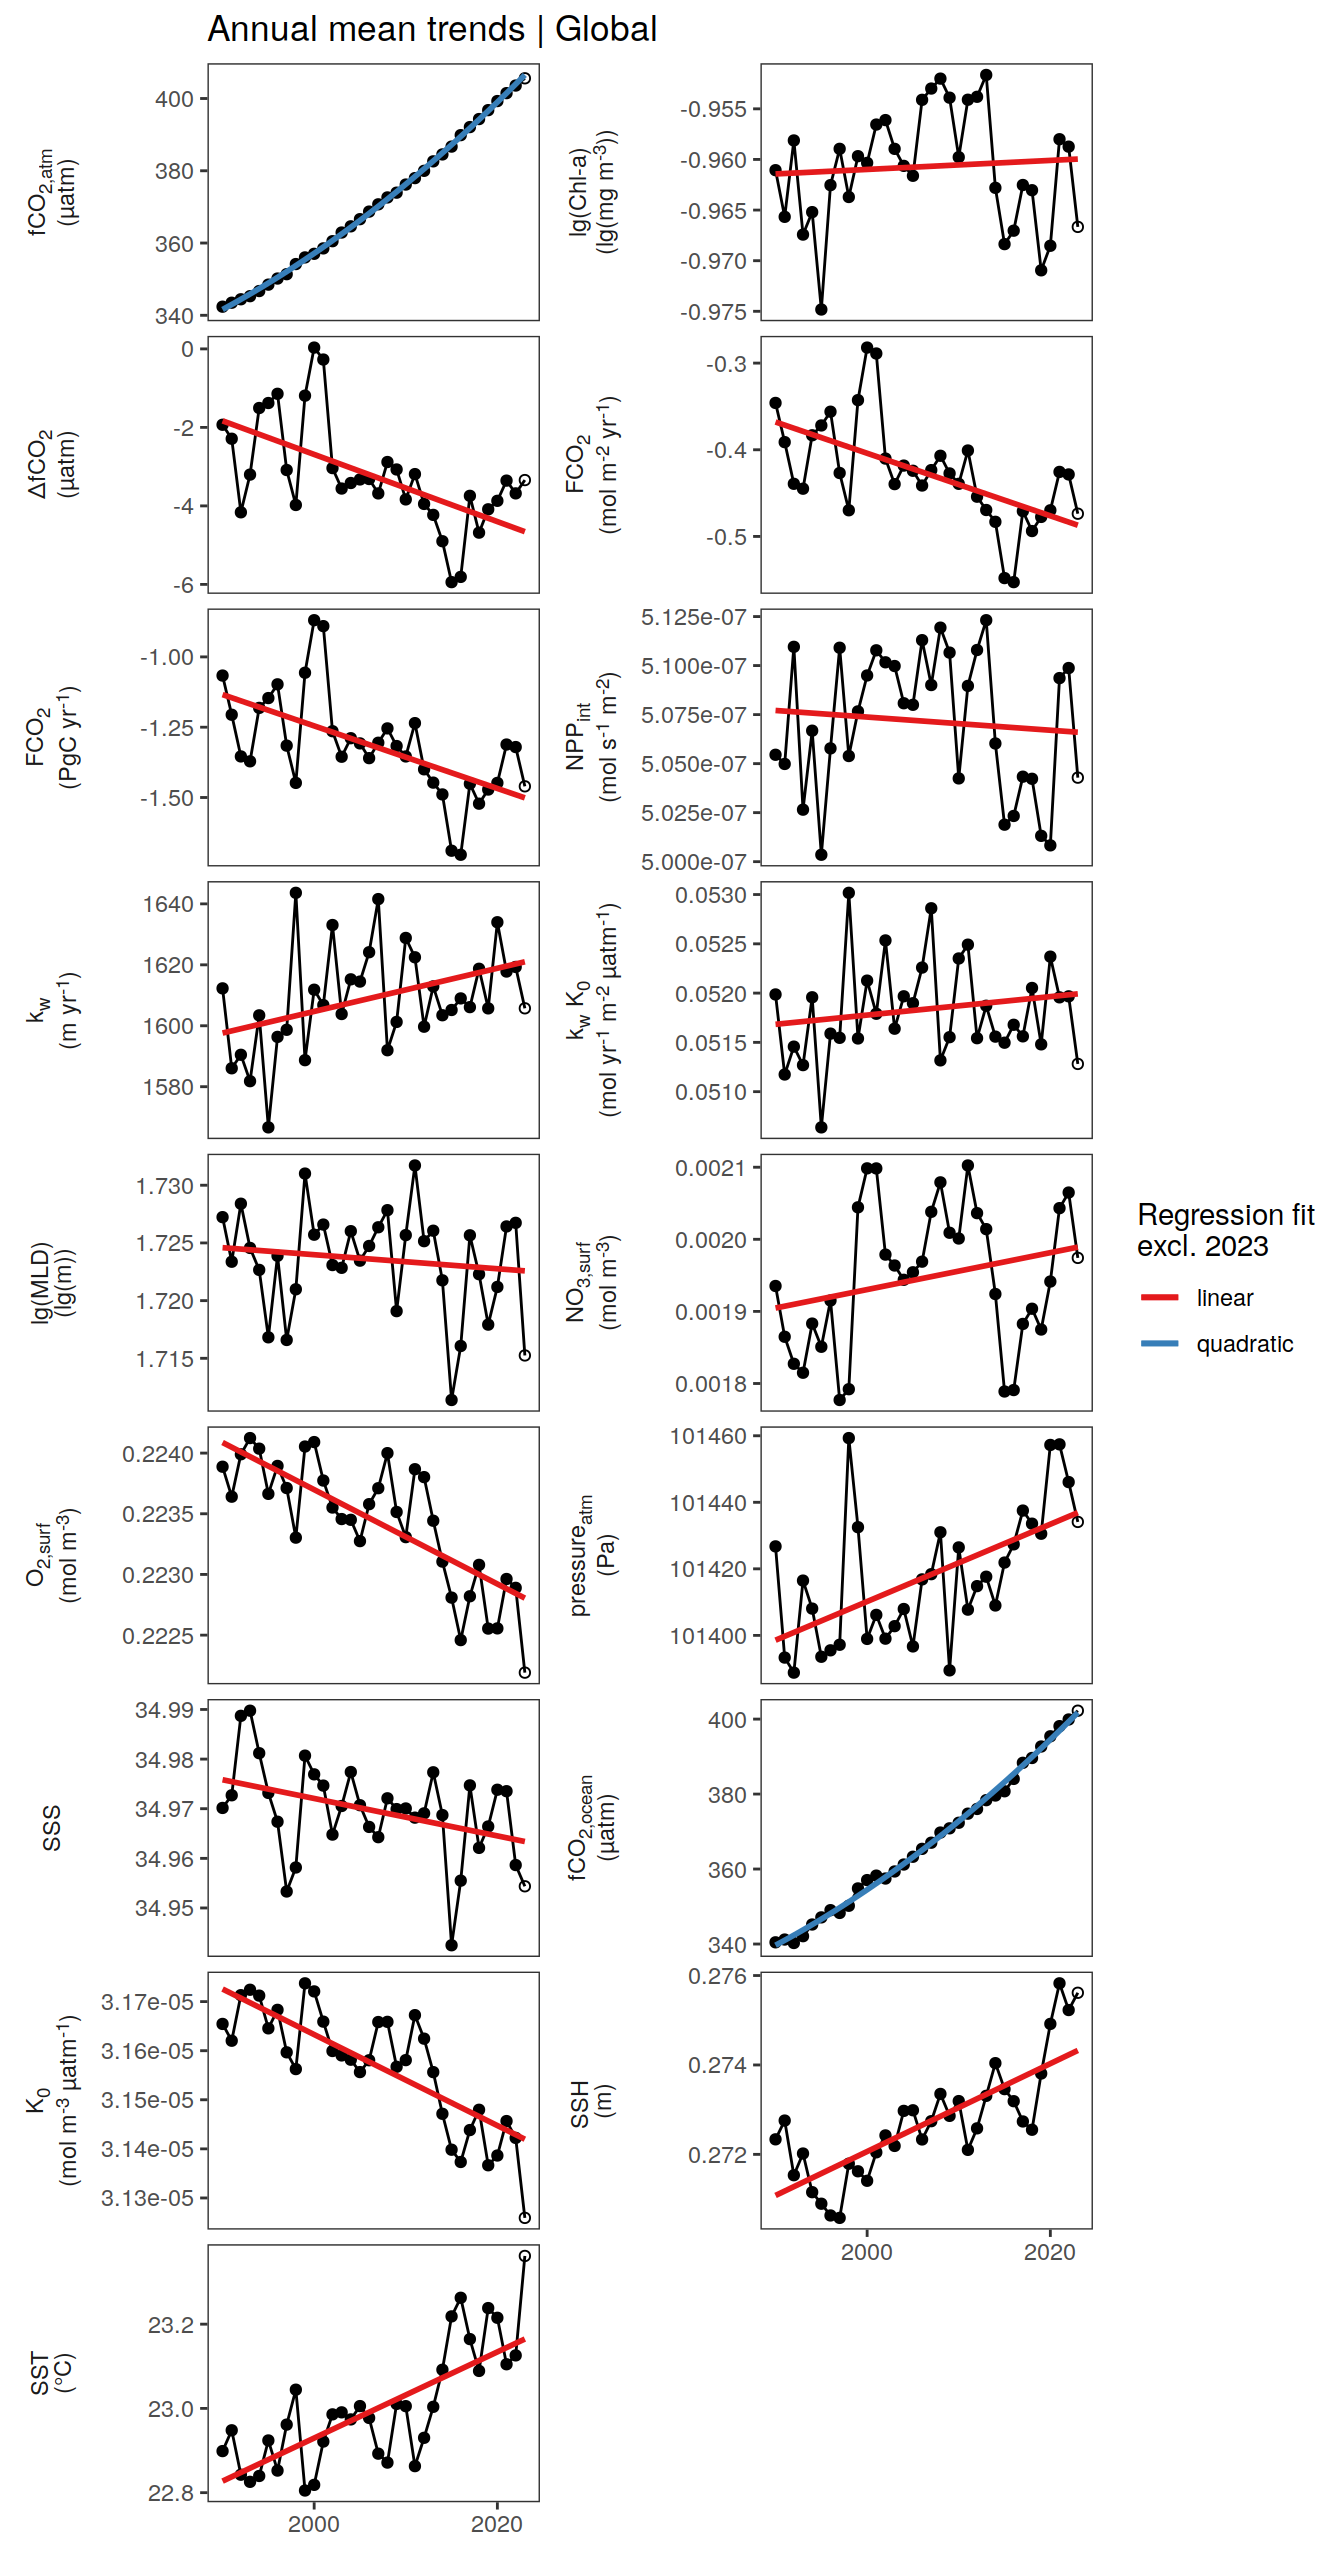 Annual mean trends | Global
fCO2,atm
(µatm)
400
380
360
340
lg(Chl-a)
(lg(mg m-3))
-0.955
-0.960
-0.965
-0.970
-0.975
ΔfCO2
(µatm)
0
-2
-4
-6
FCO2
(mol m-2 yr-1)
-0.3
-0.4
-0.5
FCO2
(PgC yr-1)
-1.00
-1.25
-1.50
NPPint
(mol s-1 m-2)
5.125e-07
5.100e-07
5.075e-07
5.050e-07
5.025e-07
5.000e-07
kw
(m yr-1)
1640
1620
1600
1580
kw K0
(mol yr-1 m-2 µatm-1)
0.0530
0.0525
0.0520
0.0515
0.0510
lg(MLD)
(lg(m))
1.730
1.725
1.720
1.715
NO3,surf
(mol m-3)
0.0021
0.0020
0.0019
0.0018
O2,surf
(mol m-3)
0.2240
0.2235
0.2230
0.2225
pressureatm
(Pa)
101460
101440
101420
101400
SSS
34.99
34.98
34.97
34.96
34.95
fCO2,ocean
(µatm)
400
380
360
340
K0
(mol m-3 µatm-1)
3.17e-05
3.16e-05
3.15e-05
3.14e-05
3.13e-05
SSH
(m)
0.276
0.274
0.272
2000
2020
SST
(°C)
23.2
23.0
22.8
2000
2020
Regression fit
excl. 2023
linear
quadratic